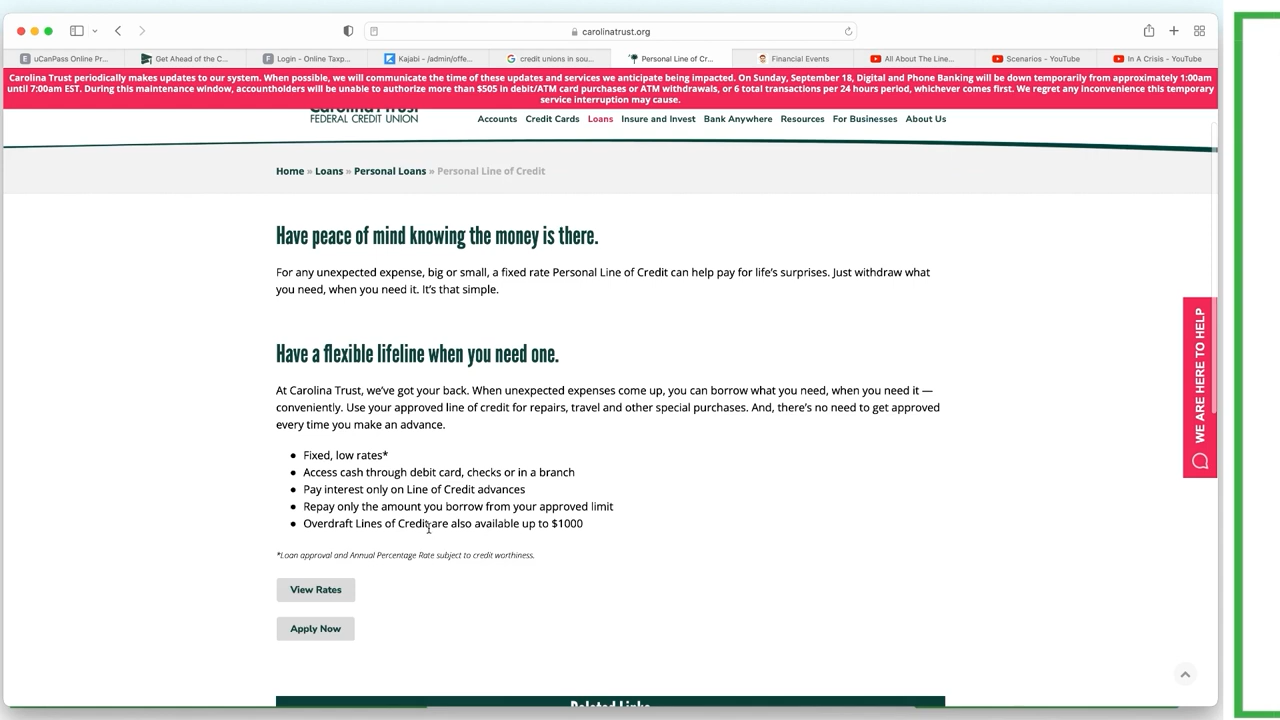 carolinatrust.org
uCanPass Online Pr...
Get Ahead of the C...
Login - Online Taxp...
Kajabi - /admin/offe...
credit unions in sou...
Personal Line of Cr...
Financial Events
All About The Line...
Scenarios - YouTube
In A Crisis - YouTube
Carolina Trust periodically makes updates to our system. When possible, we will communicate the time of these updates and services we anticipate being impacted. On Sunday, September 18, Digital and Phone Banking will be down temporarily from approximately 1:00am
until 7:00am EST. During this maintenance window, accountholders will be unable to authorize more than $505 in debit/ATM card purchases or ATM withdrawals, or 6 total transactions per 24 hours period, whichever comes first. We regret any inconvenience this temporary
service interruption may cause.
Carolina Trust
FEDERAL CREDIT UNION
Accounts Credit Cards Loans Insure and Invest Bank Anywhere Resources For Businesses About Us
Home » Loans » Personal Loans » Personal Line of Credit
Have peace of mind knowing the money is there.
For any unexpected expense, big or small, a fixed rate Personal Line of Credit can help pay for life's surprises. Just withdraw what
you need, when you need it. It's that simple.
Have a flexible lifeline when you need one.
At Carolina Trust, we've got your back. When unexpected expenses come up, you can borrow what you need, when you need it —
conveniently. Use your approved line of credit for repairs, travel and other special purchases. And, there's no need to get approved
every time you make an advance.
• Fixed, low rates*
• Access cash through debit card, checks or in a branch
• Pay interest only on Line of Credit advances
• Repay only the amount you borrow from your approved limit
• Overdraft Lines of Credit are also available up to $1000
*Loan approval and Annual Percentage Rate subject to credit worthiness.
View Rates
Apply Now
WE ARE HERE TO HELP
Related Links